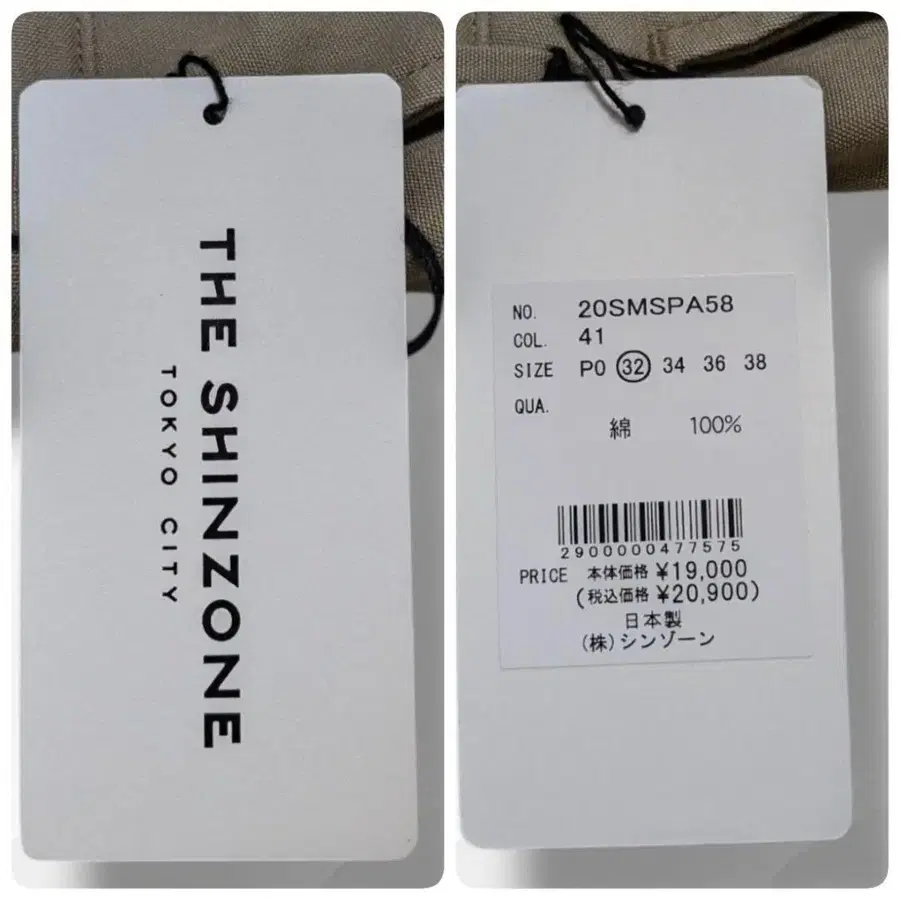 THE SHINZONE
TOKYO CITY
NO. 20SMSPA58
COL. 41
SIZE P0 32 34 36 38
QUA.
綿 100%
2900000477575
PRICE 本体価格 ¥19,000
(税込価格 ¥20,900)
日本製
(株)シンゾーン